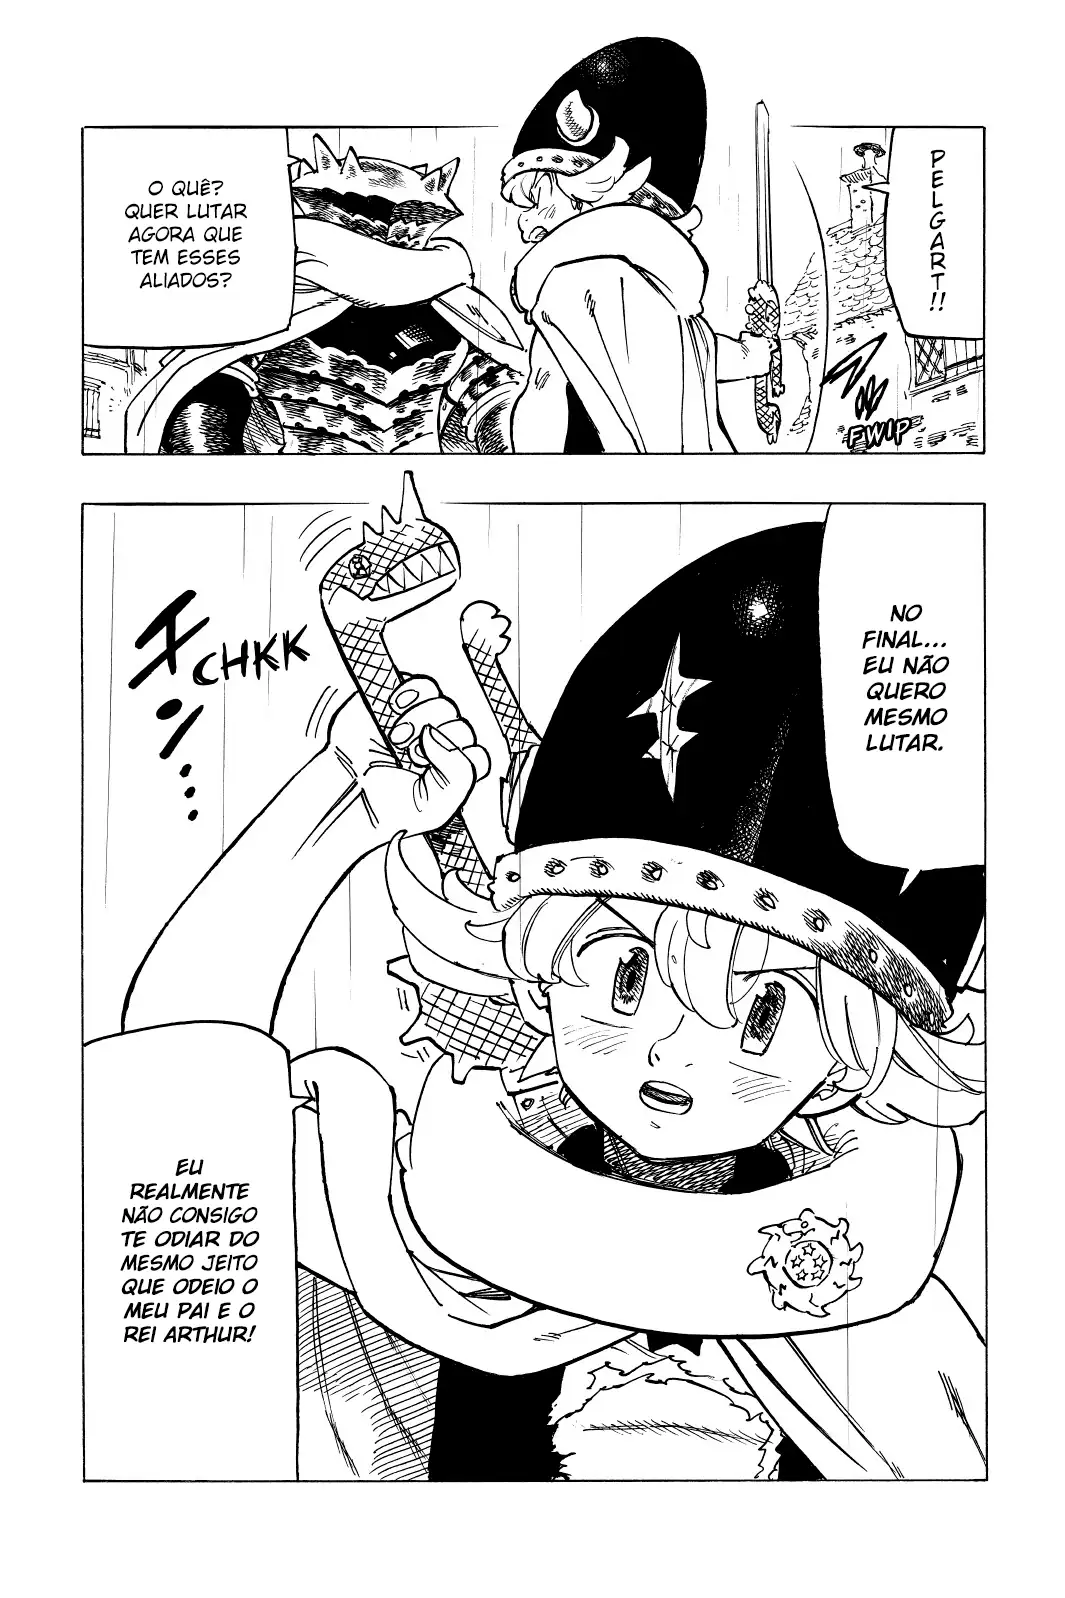 PELGART!!
O QUÊ?
QUER LUTAR
AGORA QUE
TEM ESSES
ALIADOS?
FWIP
NO
FINAL...
EU NÃO
QUERO
MESMO
LUTAR.
CHKK
EU
REALMENTE
NÃO CONSIGO
TE ODIAR DO
MESMO JEITO
QUE ODEIO O
MEU PAI E O
REI ARTHUR!